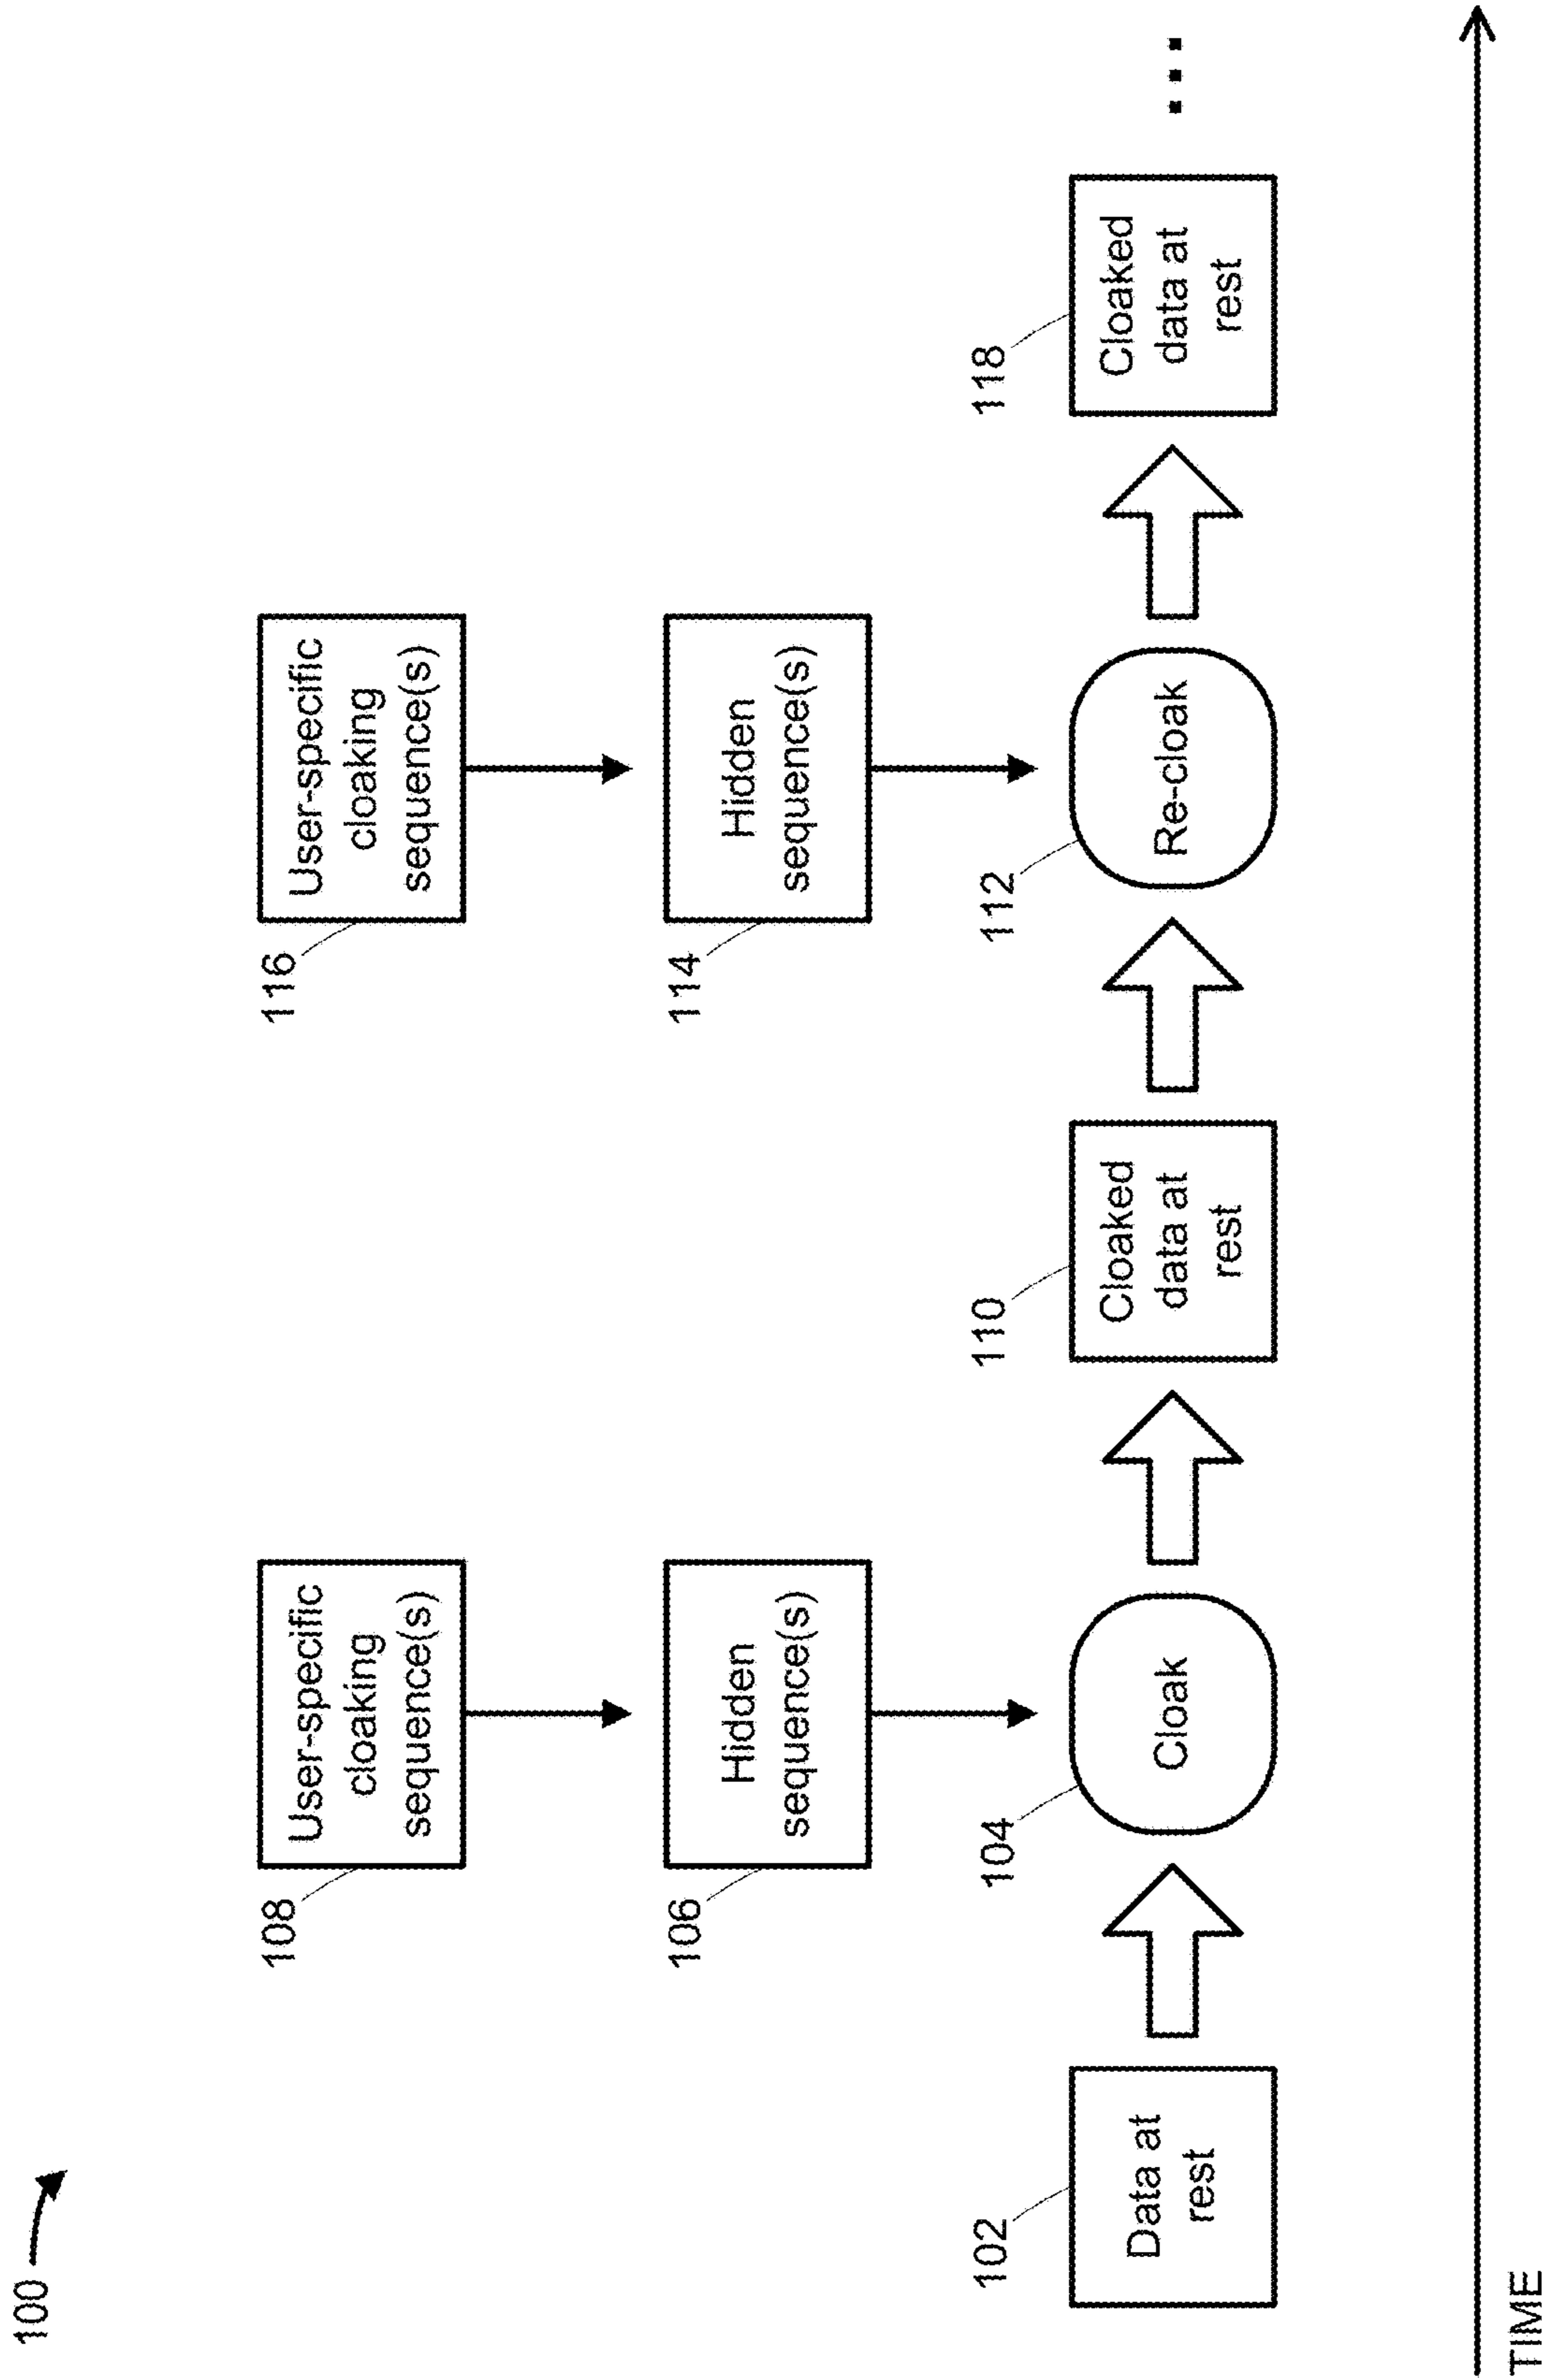 100
108
User-specific
cloaking
sequence(s)
116
User-specific
cloaking
sequence(s)
106
Hidden
sequence(s)
114
Hidden
sequence(s)
102
Data at
rest
104
Cloak
110
Cloaked
data at
rest
112
Re-cloak
118
Cloaked
data at
rest
...
TIME